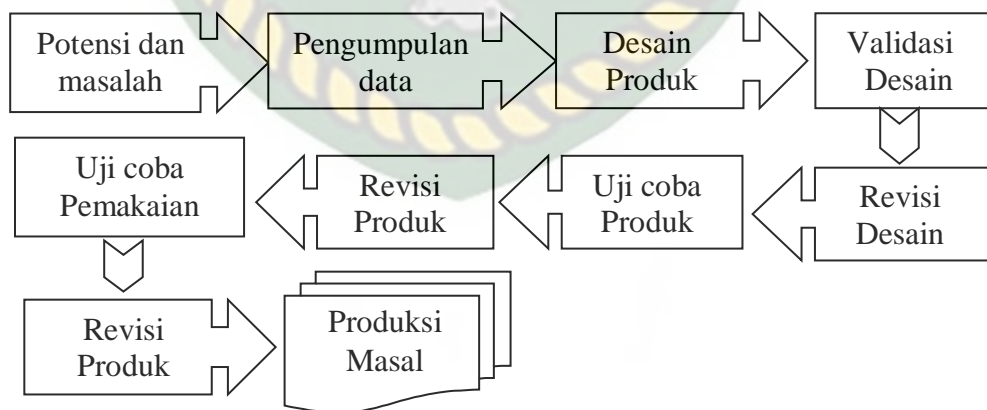 Potensi dan
masalah
Pengumpulan
data
Desain
Produk
Validasi
Desain
Revisi
Desain
Uji coba
Produk
Revisi
Produk
Uji coba
Pemakaian
Revisi
Produk
Produksi
Masal